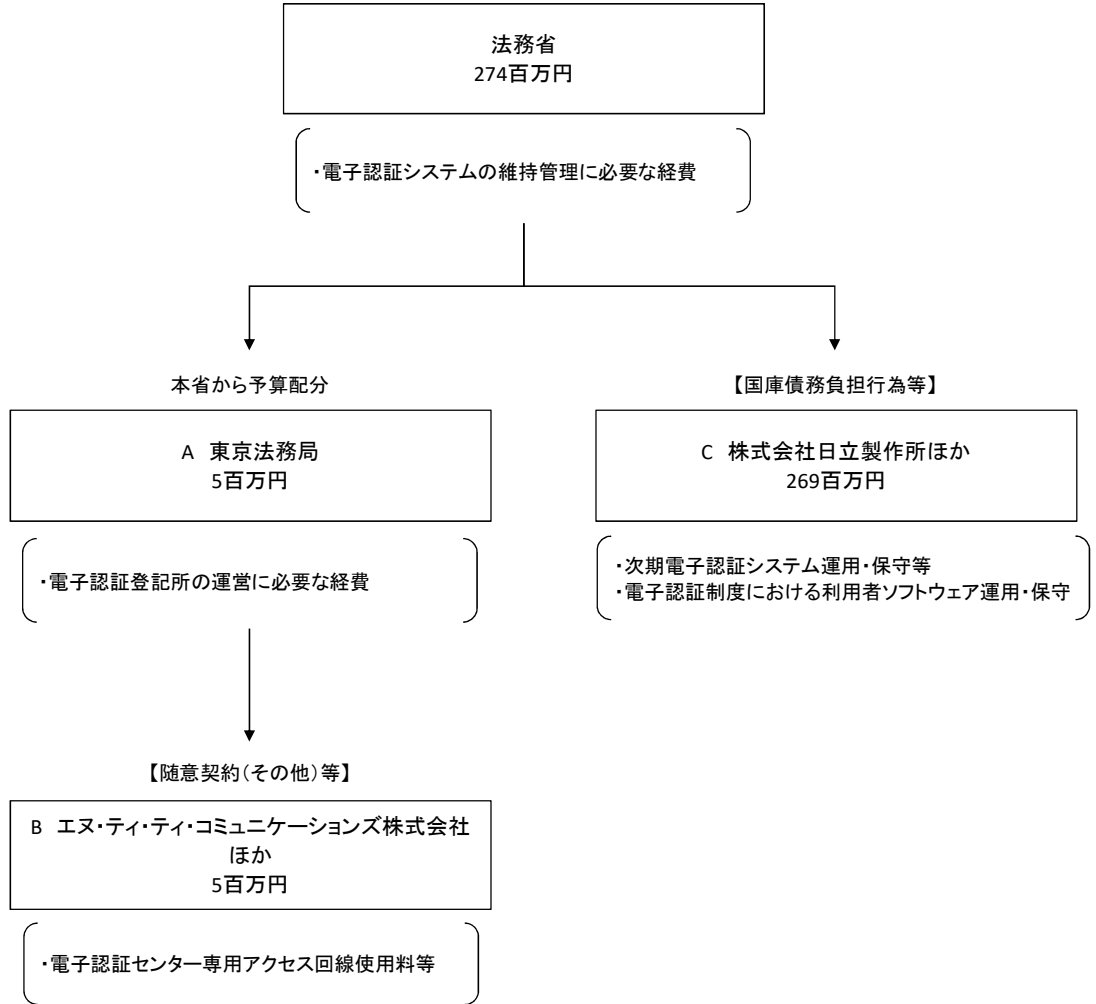 法務省
274百万円
・電子認証システムの維持管理に必要な経費
本省から予算配分
A 東京法務局
5百万円
・電子認証登記所の運営に必要な経費
【国庫債務負担行為等】
C 株式会社日立製作所ほか
269百万円
・次期電子認証システム運用・保守等
・電子認証制度における利用者ソフトウェア運用・保守
【随意契約(その他)等】
B エヌ・ティ・ティ・コミュニケーションズ株式会社
ほか
5百万円
・電子認証センター専用アクセス回線使用料等